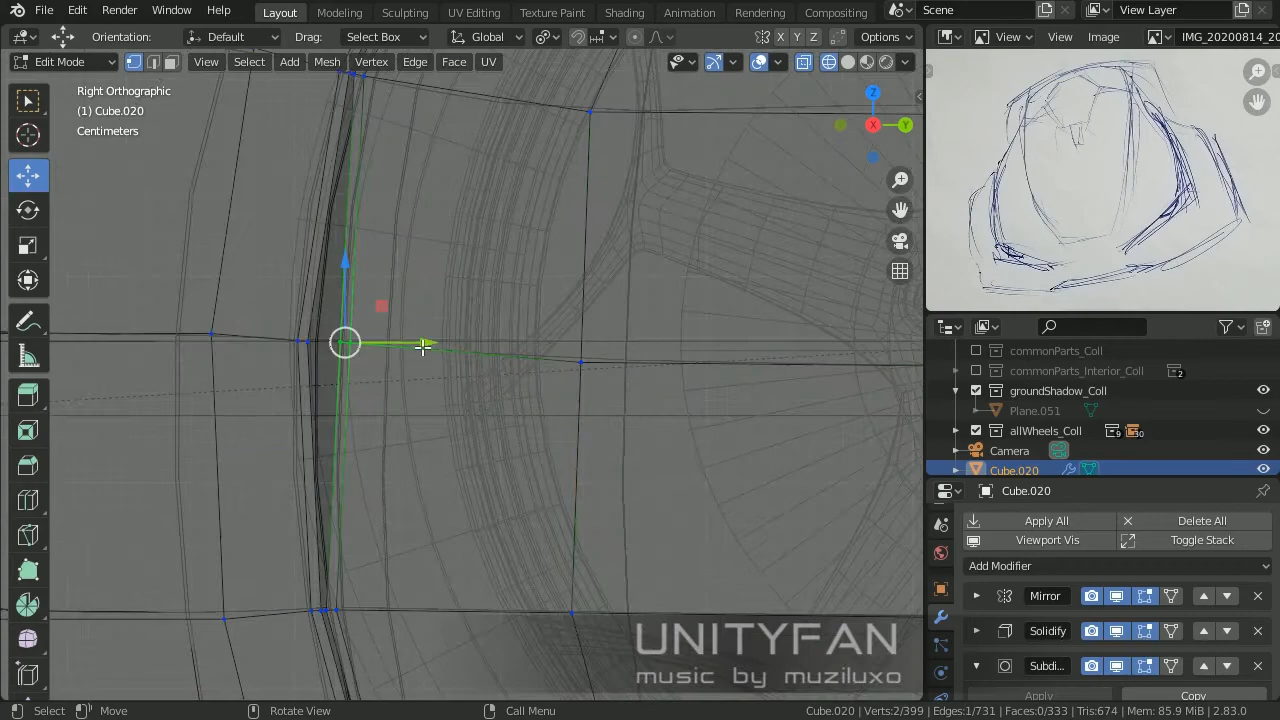 File Edit Render Window Help
Layout Modeling Sculpting UV Editing Texture Paint Shading Animation Rendering Compositing
Scene
View Layer
Orientation: Default Drag: Select Box Global X Y Z Options
View View Image IMG_20200814_20
Edit Mode View Select Add Mesh Vertex Edge Face UV
Right Orthographic
(1) Cube.020
Centimeters
Z
X Y
commonParts_Coll
commonParts_Interior_Coll 2
groundShadow_Coll
Plane.051
allWheels_Coll 9 30
Camera
Cube.020
Cube.020
Apply All Delete All
Viewport Vis Toggle Stack
Add Modifier
Mirror
Solidify
Subdi...
Apply Copy
UNITYFAN
music by muziluxo
Select Move Rotate View Call Menu Cube.020 | Verts:2/399 | Edges:1/731 | Faces:0/333 | Tris:674 | Mem: 85.9 MiB | 2.83.0